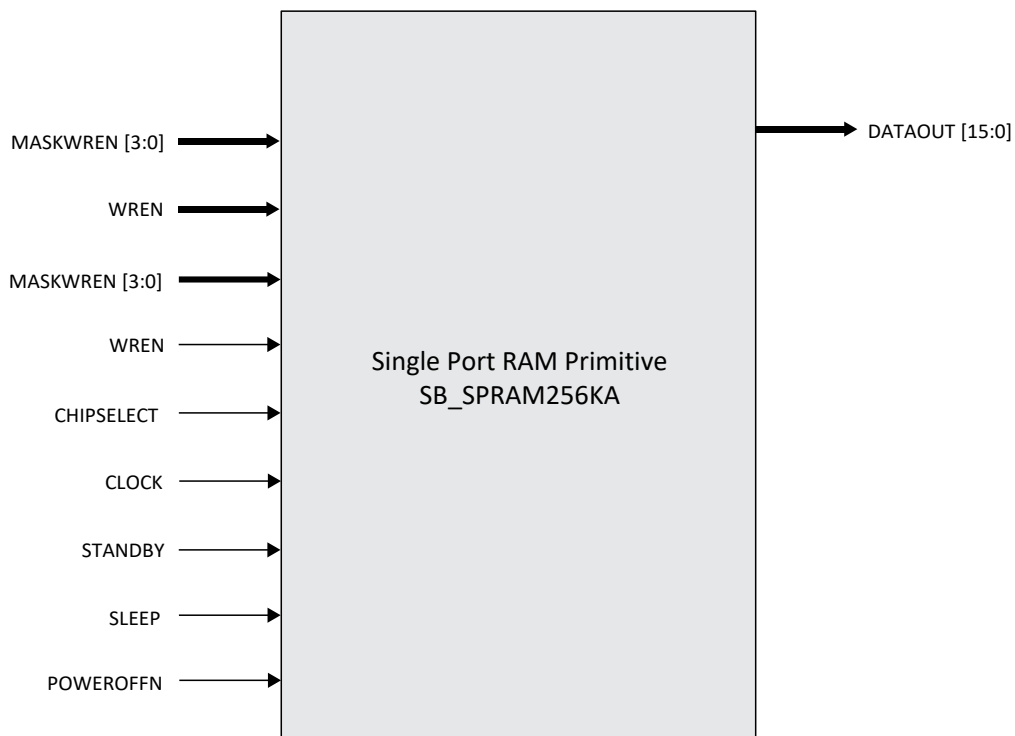 MASKWREN [3:0]
WREN
MASKWREN [3:0]
WREN
CHIPSELECT
CLOCK
STANDBY
SLEEP
POWEROFFN
Single Port RAM Primitive
SB_SPRAM256KA
DATAOUT [15:0]